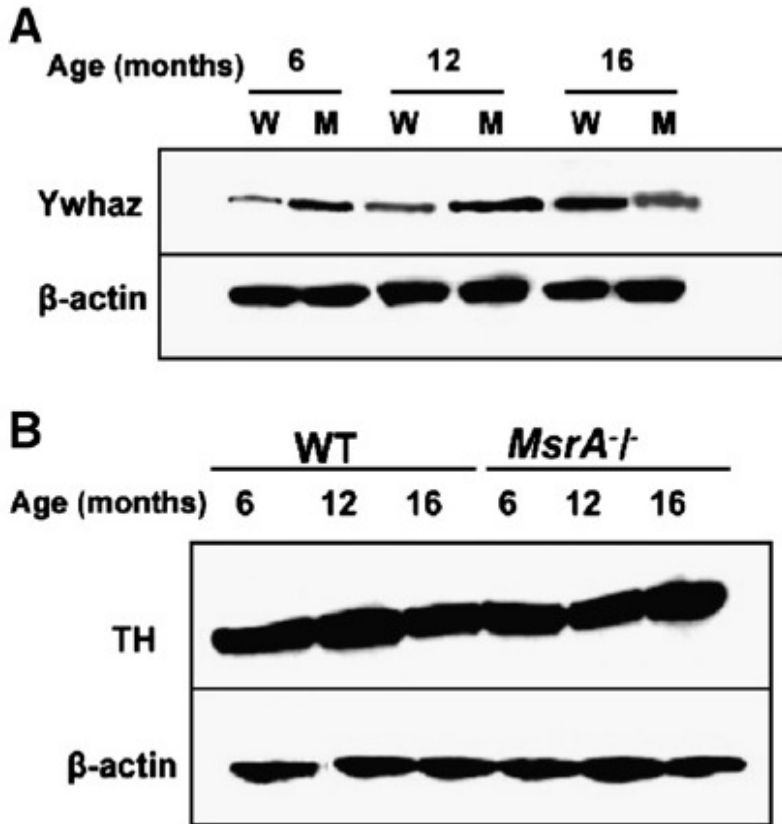 A
Age (months) 6 12 16
W M W M W M
Ywhaz
β-actin
B
WT MsrA-/-
Age (months) 6 12 16 6 12 16
TH
β-actin